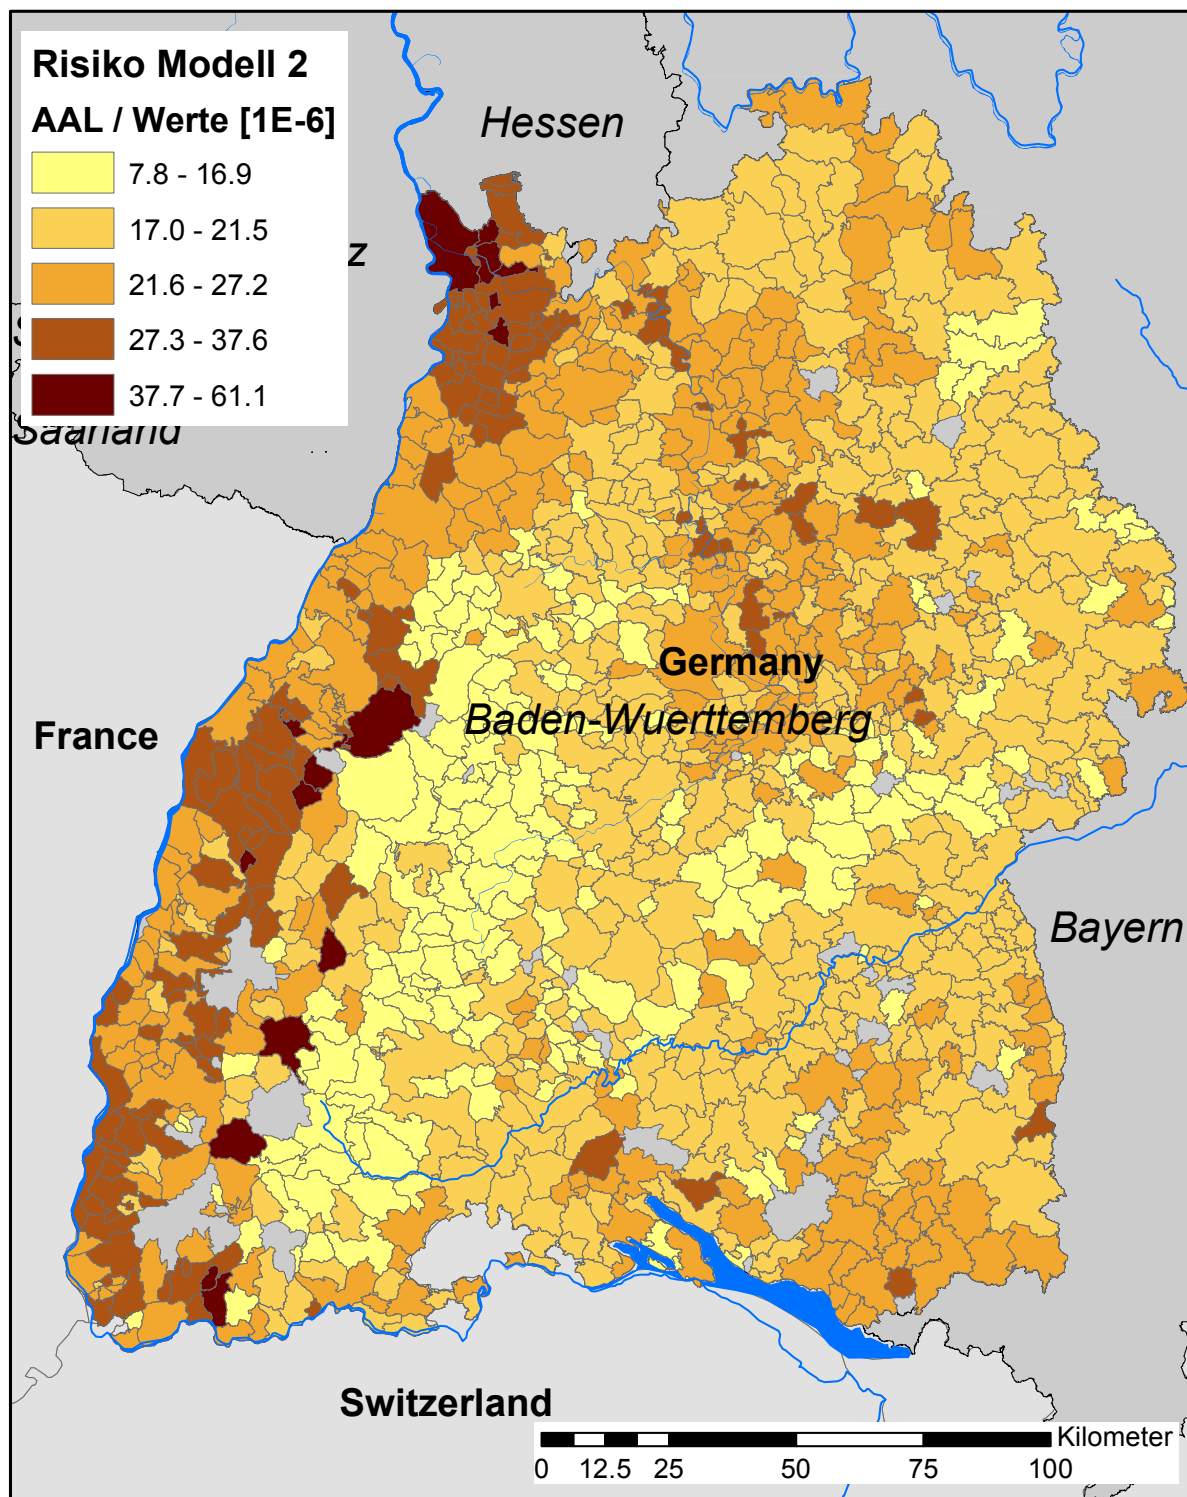 Risiko Modell 2
AAL / Werte [1E-6]
7.8 - 16.9
17.0 - 21.5
21.6 - 27.2
27.3 - 37.6
37.7 - 61.1
Hessen
z
S
Saarland
Germany
Baden-Wuerttemberg
France
Bayern
Switzerland
Kilometer
0 12.5 25 50 75 100